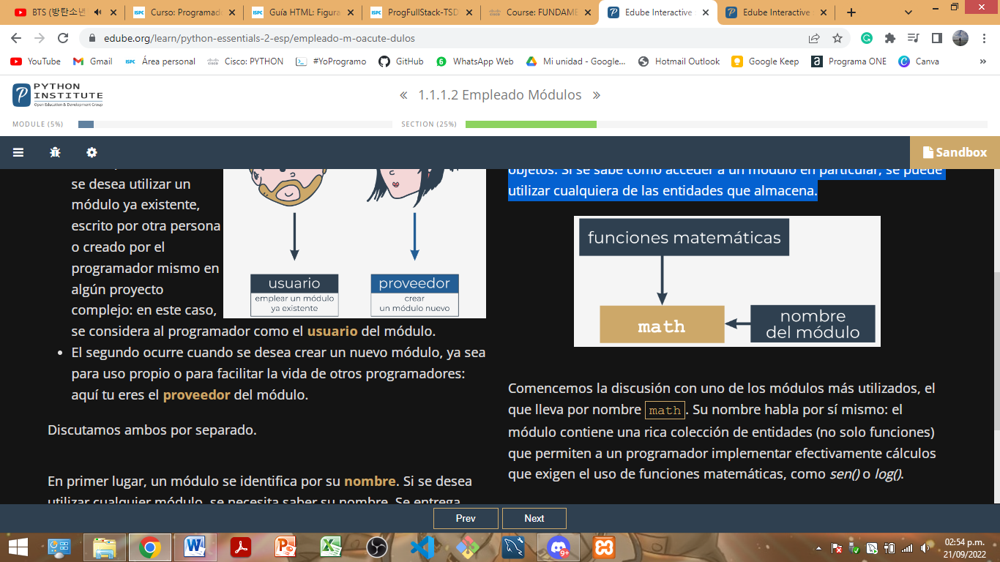 BTS (방탄소년
Curso: Programad
Guía HTML: Figura
ProgFullStack-TSD
Course: FUNDAME
Edube Interactive
Edube Interactive
edube.org/learn/python-essentials-2-esp/empleado-m-oacute-dulos
YouTube
Gmail
Área personal
Cisco: PYTHON
#YoProgramo
GitHub
WhatsApp Web
Mi unidad - Google...
Hotmail Outlook
Google Keep
Programa ONE
Canva
»
PYTHON
INSTITUTE
Open Education & Development Group
« 1.1.1.2 Empleado Módulos »
MODULE (5%)
SECTION (25%)
Sandbox
se desea utilizar un
módulo ya existente,
escrito por otra persona
o creado por el
programador mismo en
algún proyecto
complejo: en este caso,
se considera al programador como el usuario del módulo.
usuario
emplear un módulo
ya existente
proveedor
crear
un módulo nuevo
• El segundo ocurre cuando se desea crear un nuevo módulo, ya sea
para uso propio o para facilitar la vida de otros programadores:
aquí tu eres el proveedor del módulo.
Discutamos ambos por separado.
En primer lugar, un módulo se identifica por su nombre. Si se desea
utilizar cualquier módulo, se necesita saber su nombre. Se entrega
objetos. Si se sabe como acceder a un módulo en particular, se puede
utilizar cualquiera de las entidades que almacena.
funciones matemáticas
math
nombre
del módulo
Comencemos la discusión con uno de los módulos más utilizados, el
que lleva por nombre math. Su nombre habla por sí mismo: el
módulo contiene una rica colección de entidades (no solo funciones)
que permiten a un programador implementar efectivamente cálculos
que exigen el uso de funciones matemáticas, como sen() o log().
Prev
Next
9+
02:54 p.m.
21/09/2022